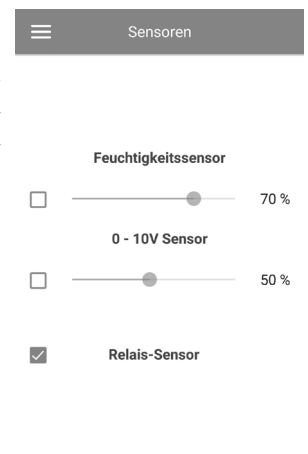 Sensoren
Feuchtigkeitssensor
70 %
0 - 10V Sensor
50 %
Relais-Sensor